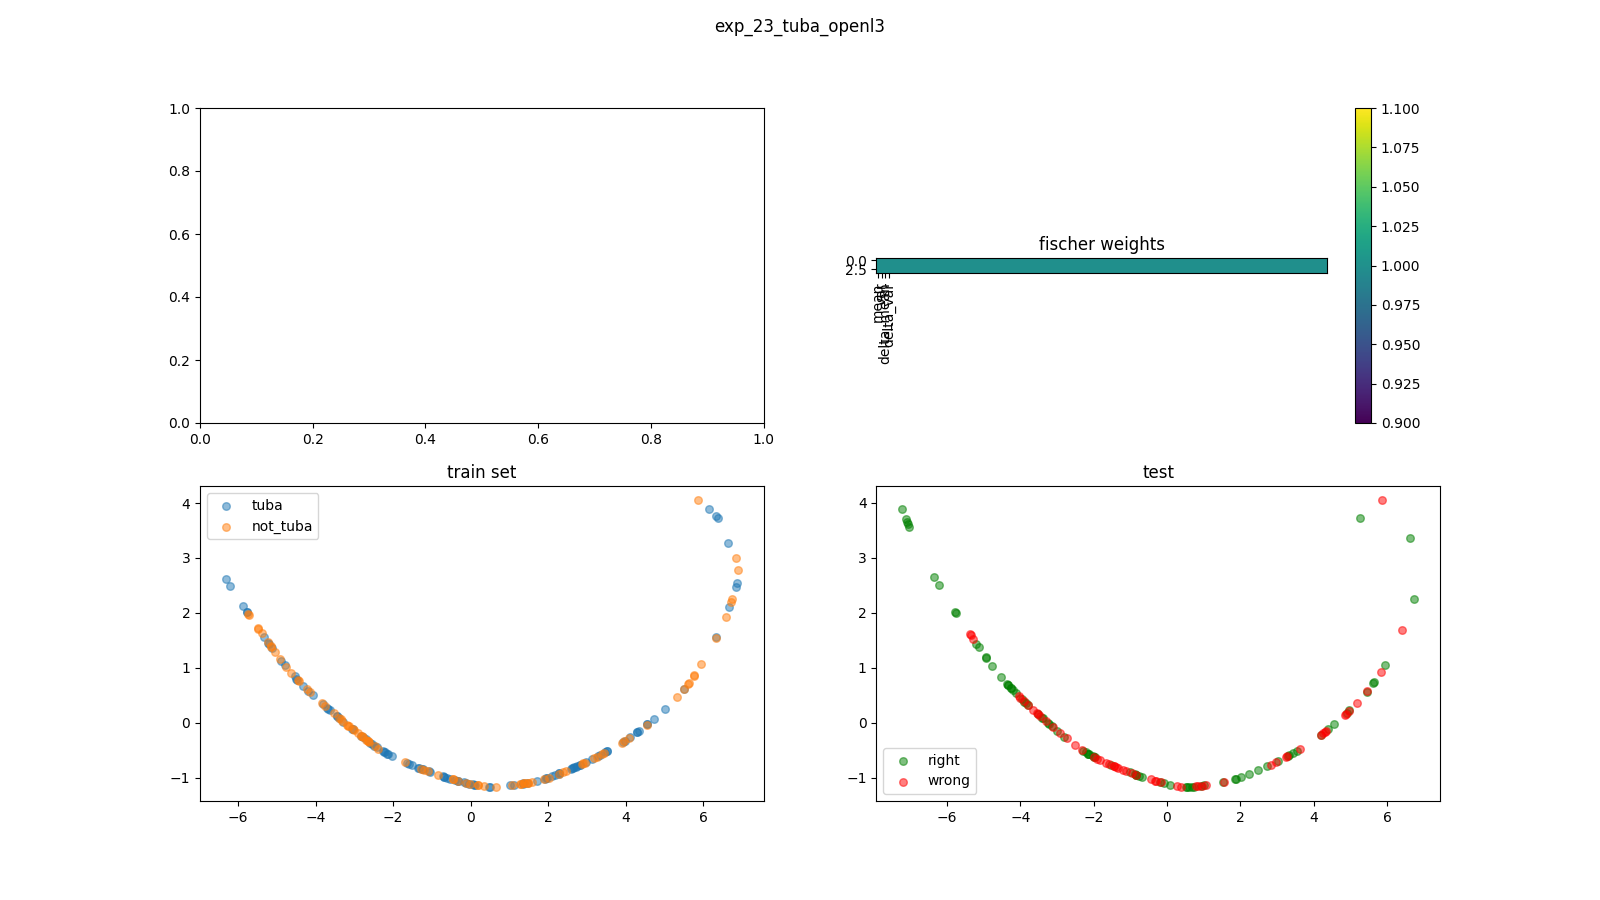 exp_23_tuba_openl3
1.0
0.8
0.6
0.4
0.2
0.0
0.0 0.2 0.4 0.6 0.8 1.0
fischer weights
0.0
2.5
mean
delta_mean
delta_var
1.100
1.075
1.050
1.025
1.000
0.975
0.950
0.925
0.900
train set
tuba
not_tuba
4
3
2
1
0
−1
−6 −4 −2 0 2 4 6
test
4
3
2
1
0
−1
right
wrong
−6 −4 −2 0 2 4 6